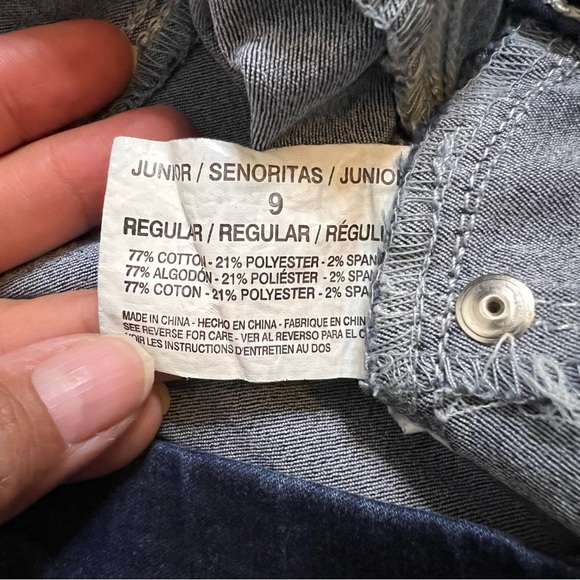 JUNIOR / SENORITAS / JUNIO
9
REGULAR / REGULAR / RÉGUL
77% COTTON - 21% POLYESTER - 2% SPAN
77% ALGODÓN - 21% POLIÉSTER - 2% SPAN
77% COTON - 21% POLYESTER - 2% SPA
MADE IN CHINA - HECHO EN CHINA - FABRIQUE EN CHIN
SEE REVERSE FOR CARE - VER AL REVERSO PARA EL C
VOIR LES INSTRUCTIONS D'ENTRETIEN AU DOS